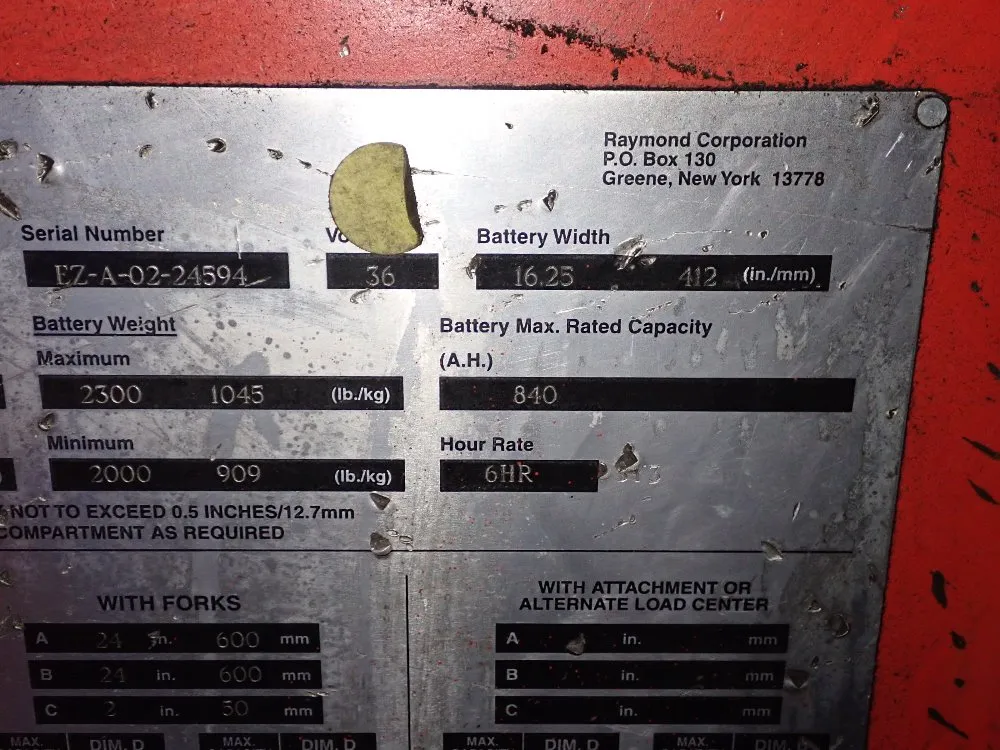 Raymond Corporation
P.O. Box 130
Greene, New York 13778
Serial Number Vo Battery Width
EZ-A-02-24594 36 16.25 412 (in./mm)
Battery Weight Battery Max. Rated Capacity
Maximum (A.H.)
2300 1045 (lb./kg) 840
Minimum Hour Rate
2000 909 (lb./kg) 6HR
NOT TO EXCEED 0.5 INCHES/12.7mm
COMPARTMENT AS REQUIRED
WITH FORKS
A 24 in. 600 mm
B 24 in. 600 mm
C 2 in. 50 mm
WITH ATTACHMENT OR
ALTERNATE LOAD CENTER
A in. mm
B in. mm
C in. mm
MAX. DIM. D MAX. DIM. D MAX. DIM. D MAX. DIM. D